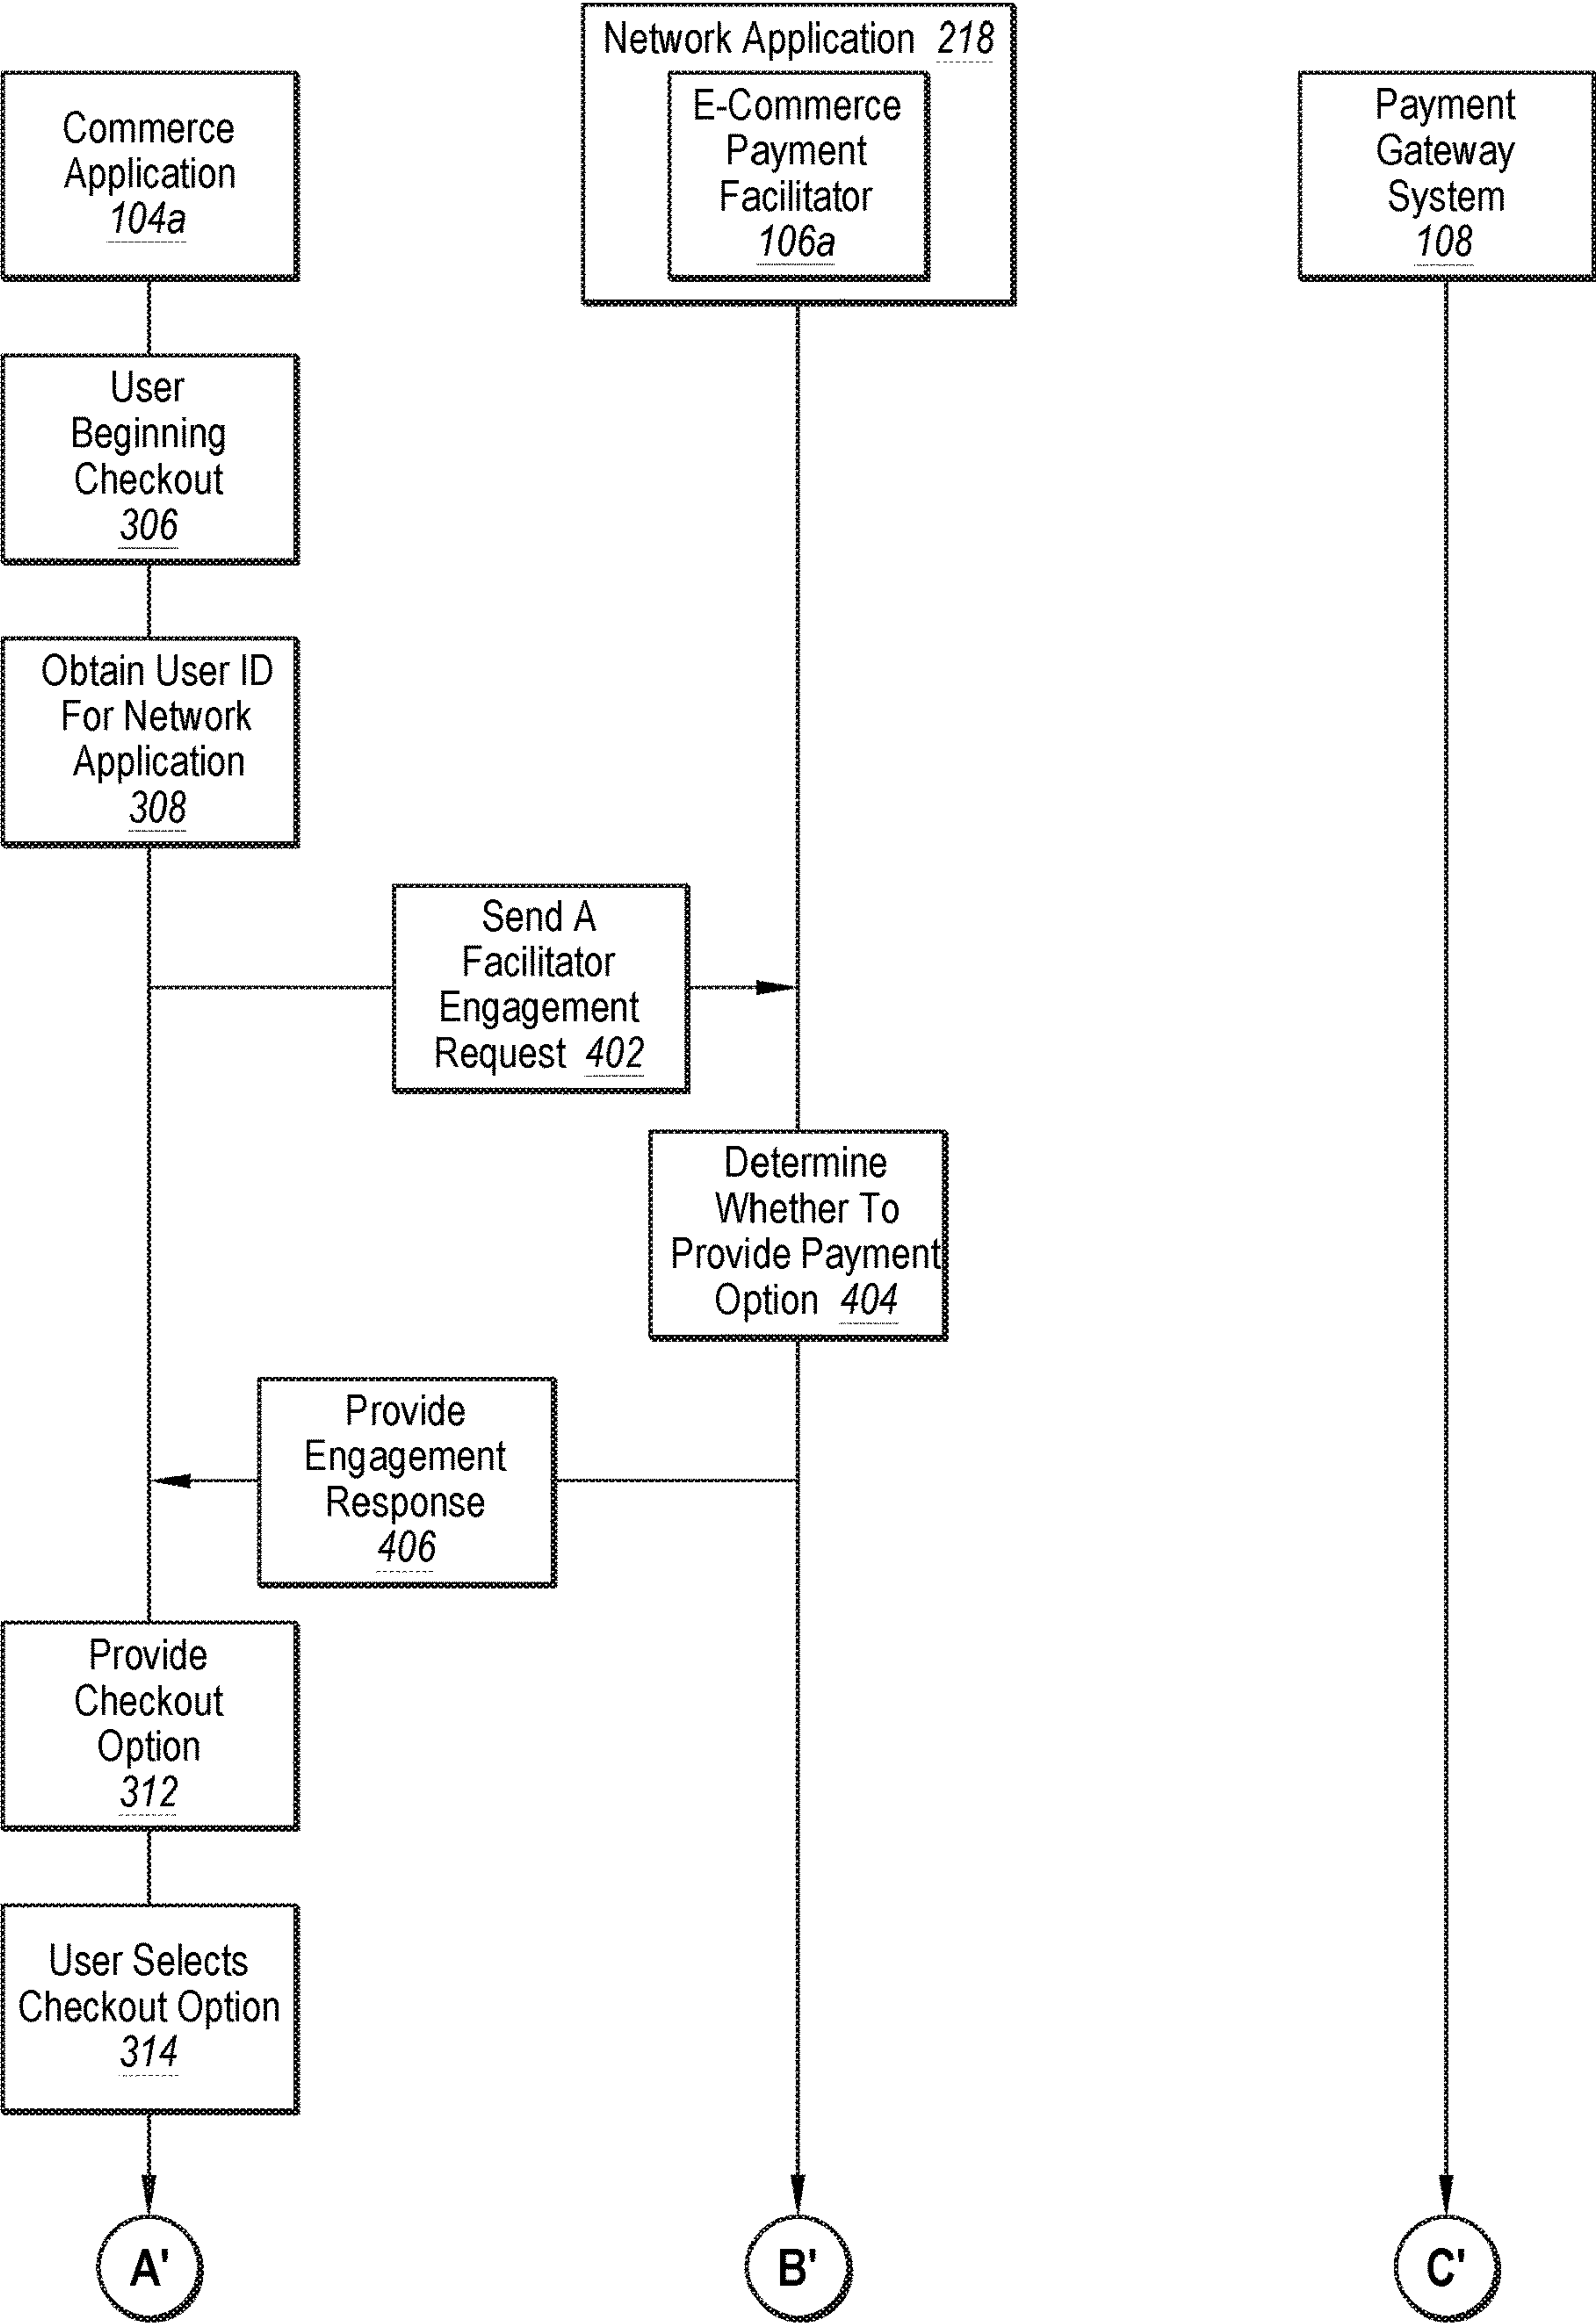 Network Application 218
E-Commerce
Payment
Facilitator
106a
Commerce
Application
104a
Payment
Gateway
System
108
User
Beginning
Checkout
306
Obtain User ID
For Network
Application
308
Send A
Facilitator
Engagement
Request 402
Determine
Whether To
Provide Payment
Option 404
Provide
Engagement
Response
406
Provide
Checkout
Option
312
User Selects
Checkout Option
314
A'
B'
C'